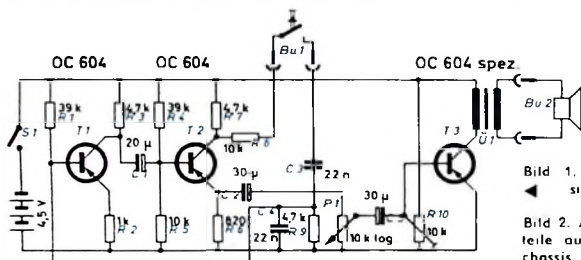 Bu 1
OC 604
OC 604
OC 604 spez.
39 k
R 1
4,7 k
R 3
39 k
R 4
4,7 k
R 7
S 1
T 1
T 2
10 k
R 8
20 µ
C 1
30 µ
C 2
C 3
22 n
T 3
Ü 1
Bu 2
4,5 V
1 k
R 2
10 k
R 5
820
R 6
C 4
22 n
4,7 k
R 9
P 1
10 k log
30 µ
R 10
10 k
Bild 1.
Bild 2.
teile au
chassis